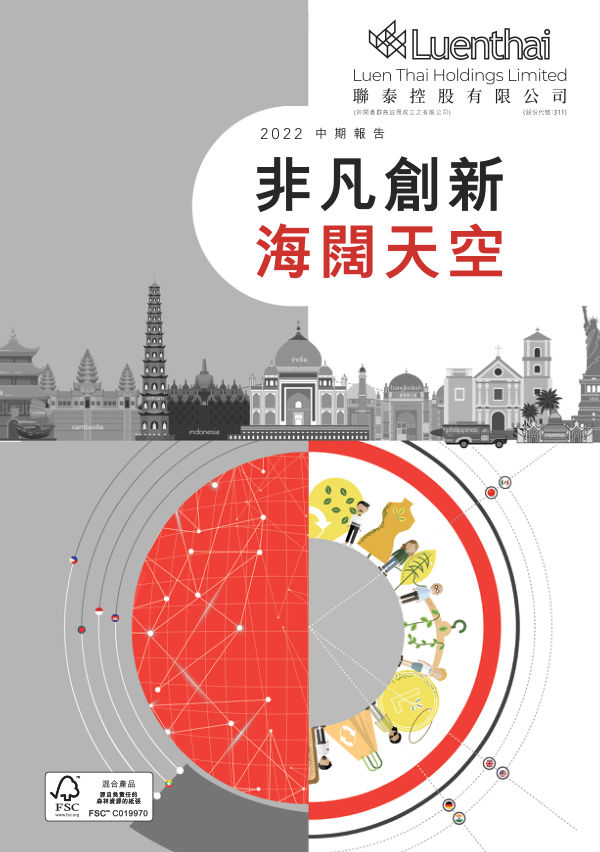 Luenthai
Luen Thai Holdings Limited
聯泰控股有限公司
(於開曼群島註冊成立之有限公司)
(股份代號:311)
2022 中期報告
非凡創新
海闊天空
india
bangladesh
cambodia
indonesia
philippines
混合產品
源自負責任的
森林資源的紙張
FSC
www.fsc.org
FSC™ C019970